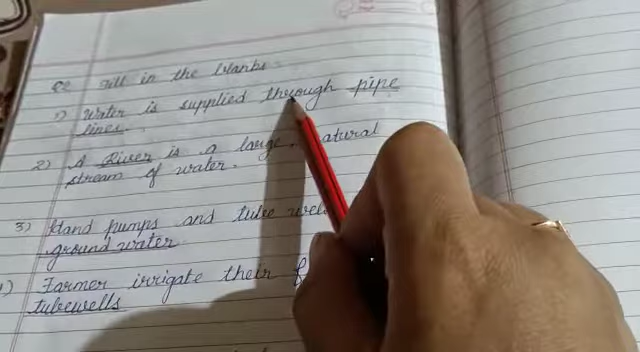 Q2 Fill in the blanks
1) Water is supplied through pipe
lines.
2) A River is a large, natural
stream of water.
3) Hand pumps and tube
ground water
Farmer irrigate their
tubewells